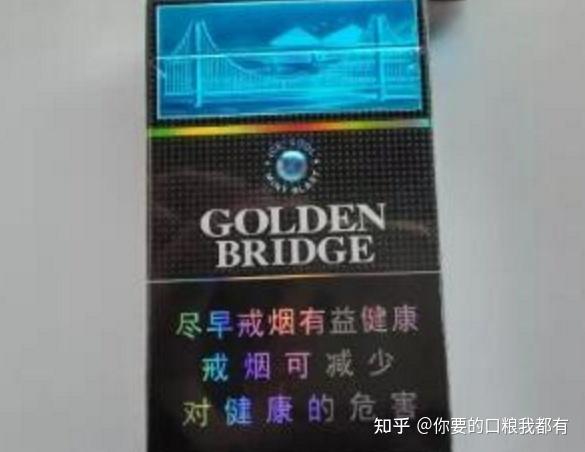 GOLDEN
BRIDGE
尽早戒烟有益健康
戒烟可减少
对健康的危害
知乎 @你要的口粮我都有